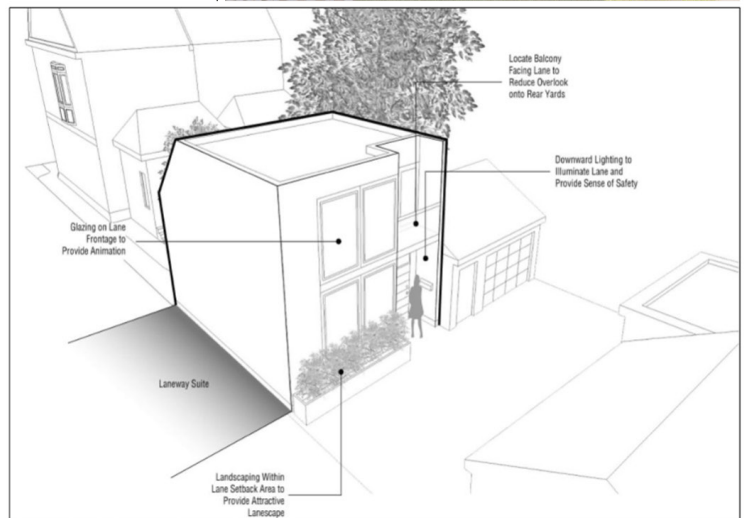 Locate Balcony
Facing Lane to
Reduce Overlook
onto Rear Yards
Downward Lighting to
Illuminate Lane and
Provide Sense of Safety
Glazing on Lane
Frontage to
Provide Animation
Laneway Suite
Landscaping Within
Lane Setback Area to
Provide Attractive
Lanescape